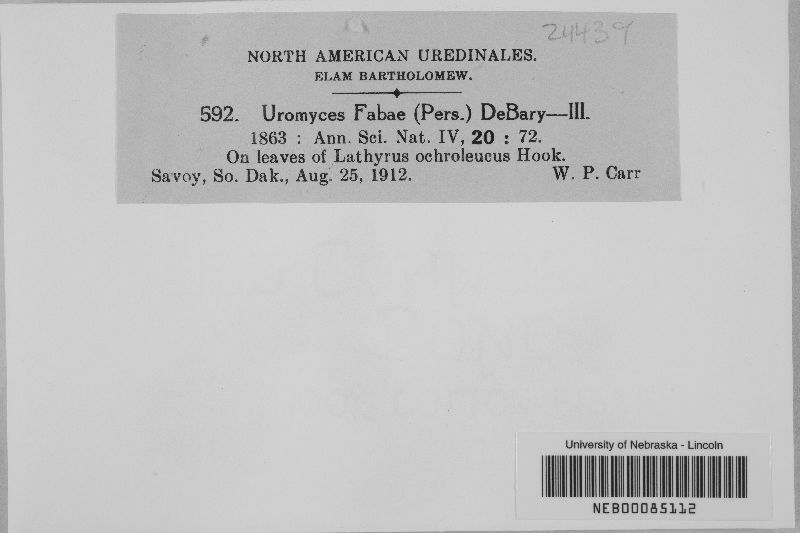 24439
NORTH AMERICAN UREDINALES.
ELAM BARTHOLOMEW.
592. Uromyces Fabae (Pers.) DeBary—III.
1863 : Ann. Sci. Nat. IV, 20 : 72.
On leaves of Lathyrus ochroleucus Hook.
Savoy, So. Dak., Aug. 25, 1912. W. P. Carr
University of Nebraska - Lincoln
NEB00085112